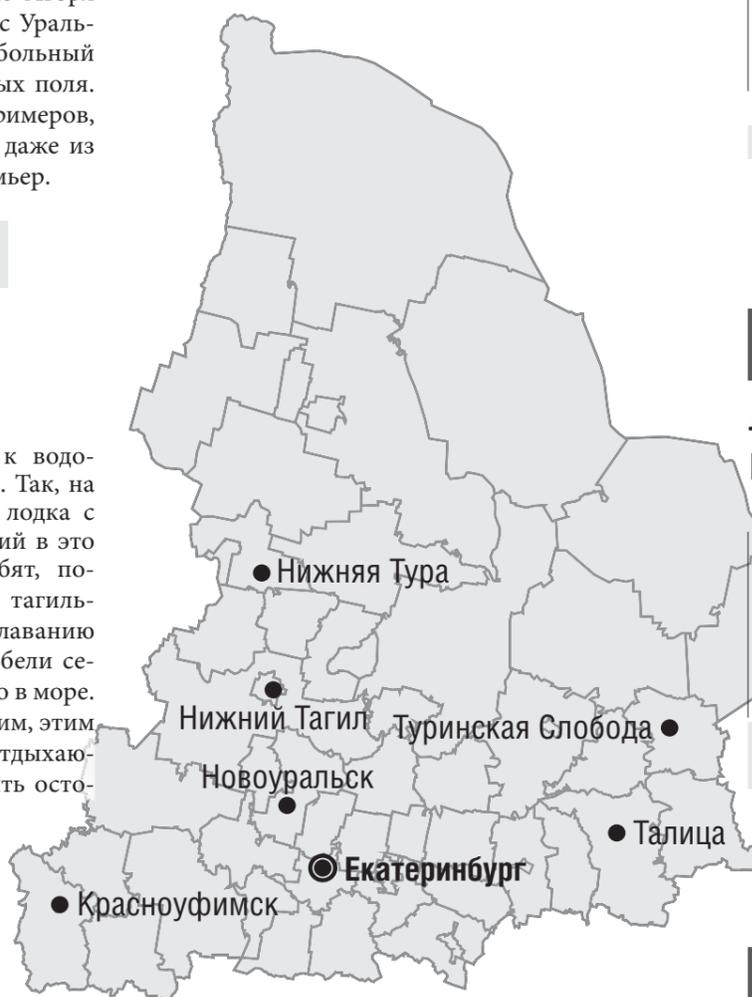 с Ураль-
больный
ых поля.
римеров,
даже из
мьер.
к водо-
. Так, на
лодка с
ий в это
бят, по-
тагиль-
лаванию
бели се-
о в море.
им, этим
тдыхаю-
ть осто-
Нижняя Тура
Нижний Тагил
Туринская Слобода
Новоуральск
Талица
Екатеринбург
Красноуфимск